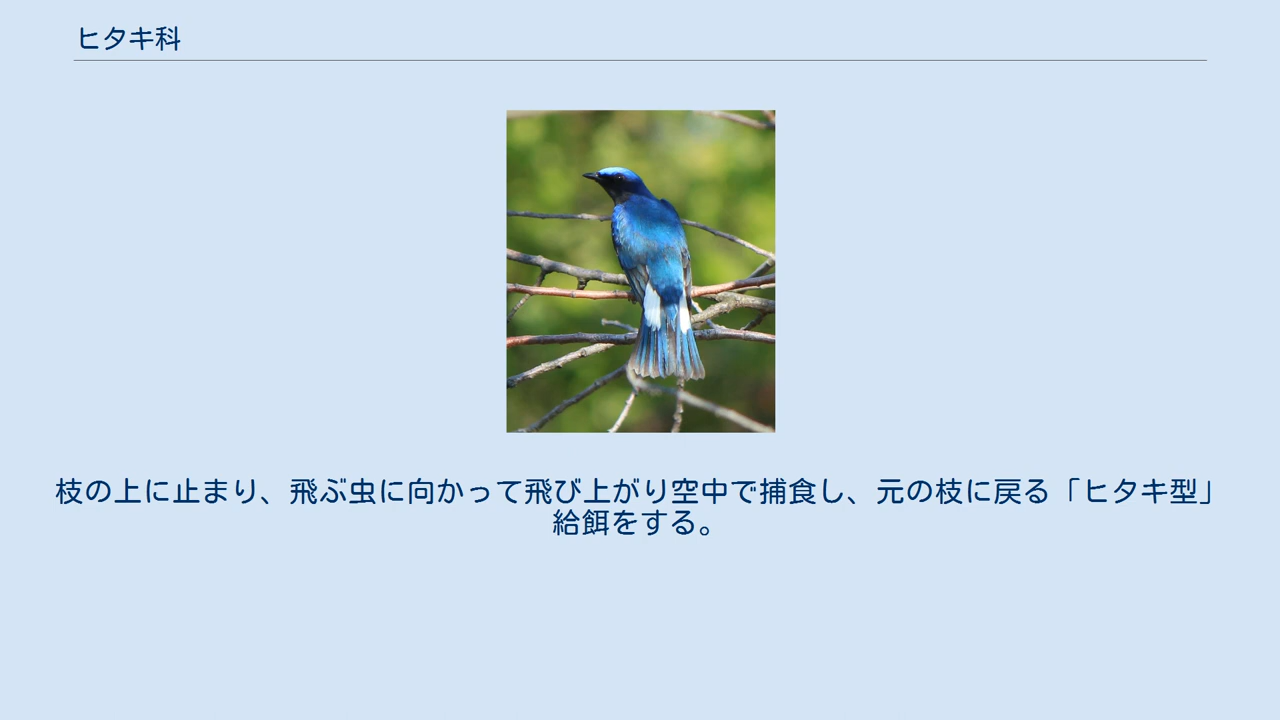 ヒタキ科
枝の上に止まり、飛ぶ虫に向かって飛び上がり空中で捕食し、元の枝に戻る「ヒタキ型」
給餌をする。